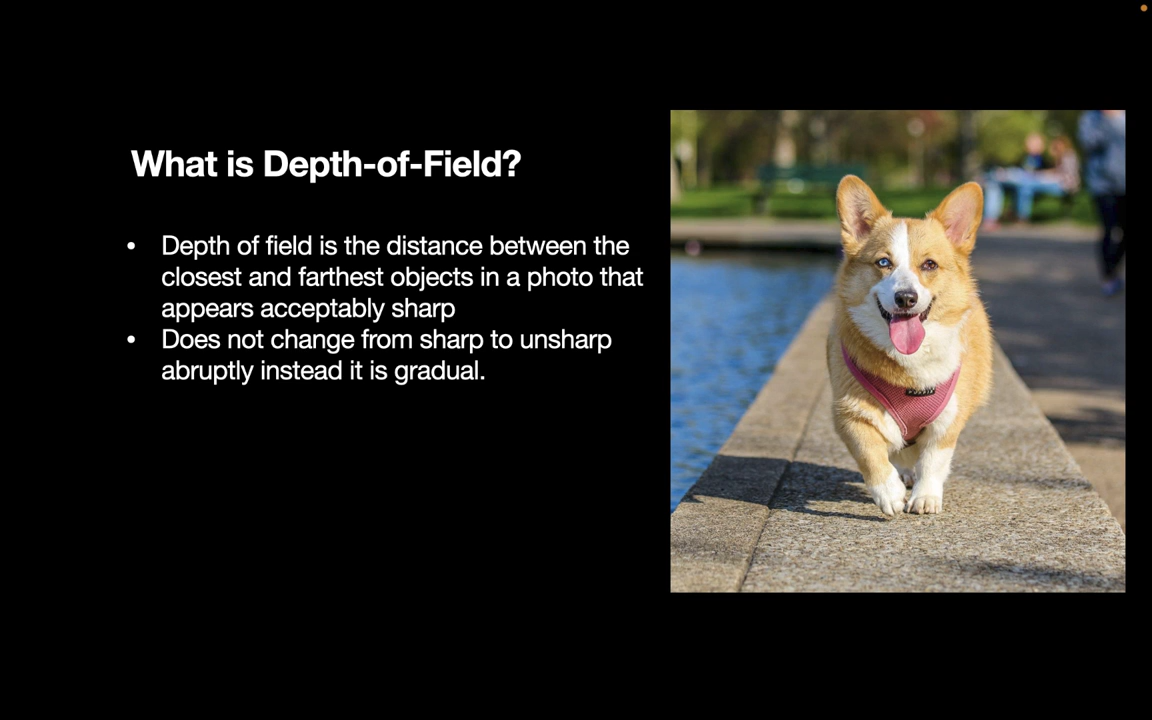 What is Depth-of-Field?
• Depth of field is the distance between the
closest and farthest objects in a photo that
appears acceptably sharp
• Does not change from sharp to unsharp
abruptly instead it is gradual.